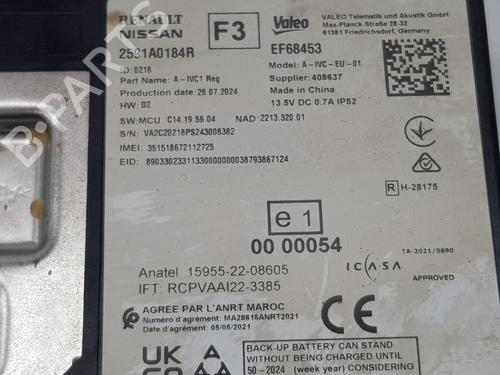 RENAULT
NISSAN
F3
Valeo
VALEO Telematik und Akustik GmbH
Max-Planck-Straße 28-32
61381 Friedrichsdorf, Germany
2591A0184R
EF68453
ID: 0218
Model: A-IVC-EU-01
Part Name: A-IVC1 Reg
Supplier: 408637
Production: 26.07.2024
Made in China
HW: D2
13.5V DC 0.7A IP52
SW:MCU C14.19.56.04 NAD 2213.320.01
S/N: VA2C20218PS243008382
IMEI: 351518672112725
EID: 89033023311330000000038793867124
R H-28175
e1
00 00054
TA-2021/0890
Anatel 15955-22-08605
ICASA
APPROVED
IFT: RCPVAAI22-3385
AGREE PAR L'ANRT MAROC
Numéro d'agrément: MA28615ANRT2021
Date d'agrément: 05/05/2021
CE
UK
CA
BACK-UP BATTERY CAN STAND
WITHOUT BEING CHARGED UNTIL
50-2024 (week year) CONSIDERING
B-Parts